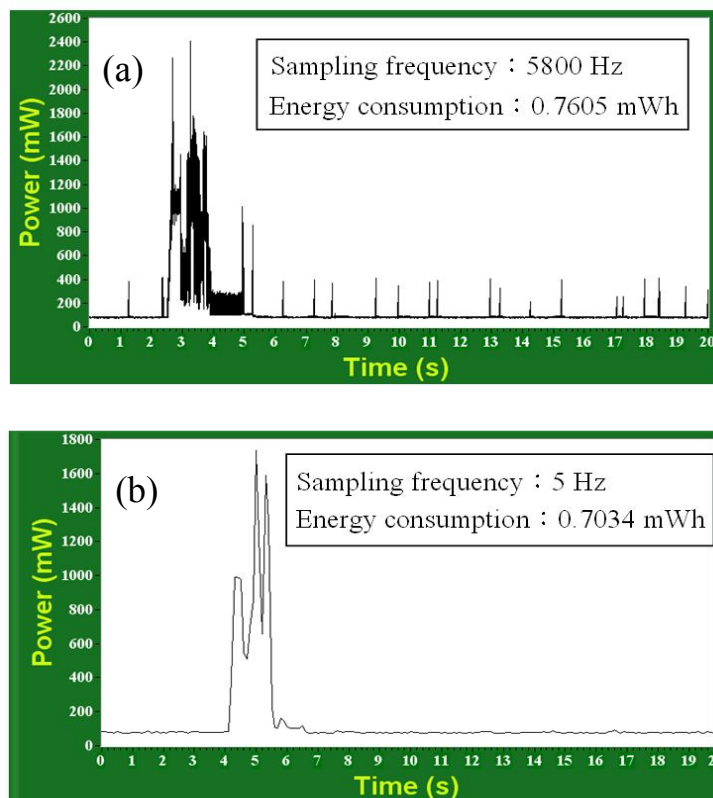 2600
2400
2200
2000
1800
1600
1400
1200
1000
800
600
400
200
0
Power (mW)
(a)
Sampling frequency：5800 Hz
Energy consumption：0.7605 mWh
0 1 2 3 4 5 6 7 8 9 10 11 12 13 14 15 16 17 18 19 20
Time (s)
1800
1600
1400
1200
1000
800
600
400
200
0
Power (mW)
(b)
Sampling frequency：5 Hz
Energy consumption：0.7034 mWh
0 1 2 3 4 5 6 7 8 9 10 11 12 13 14 15 16 17 18 19
Time (s)